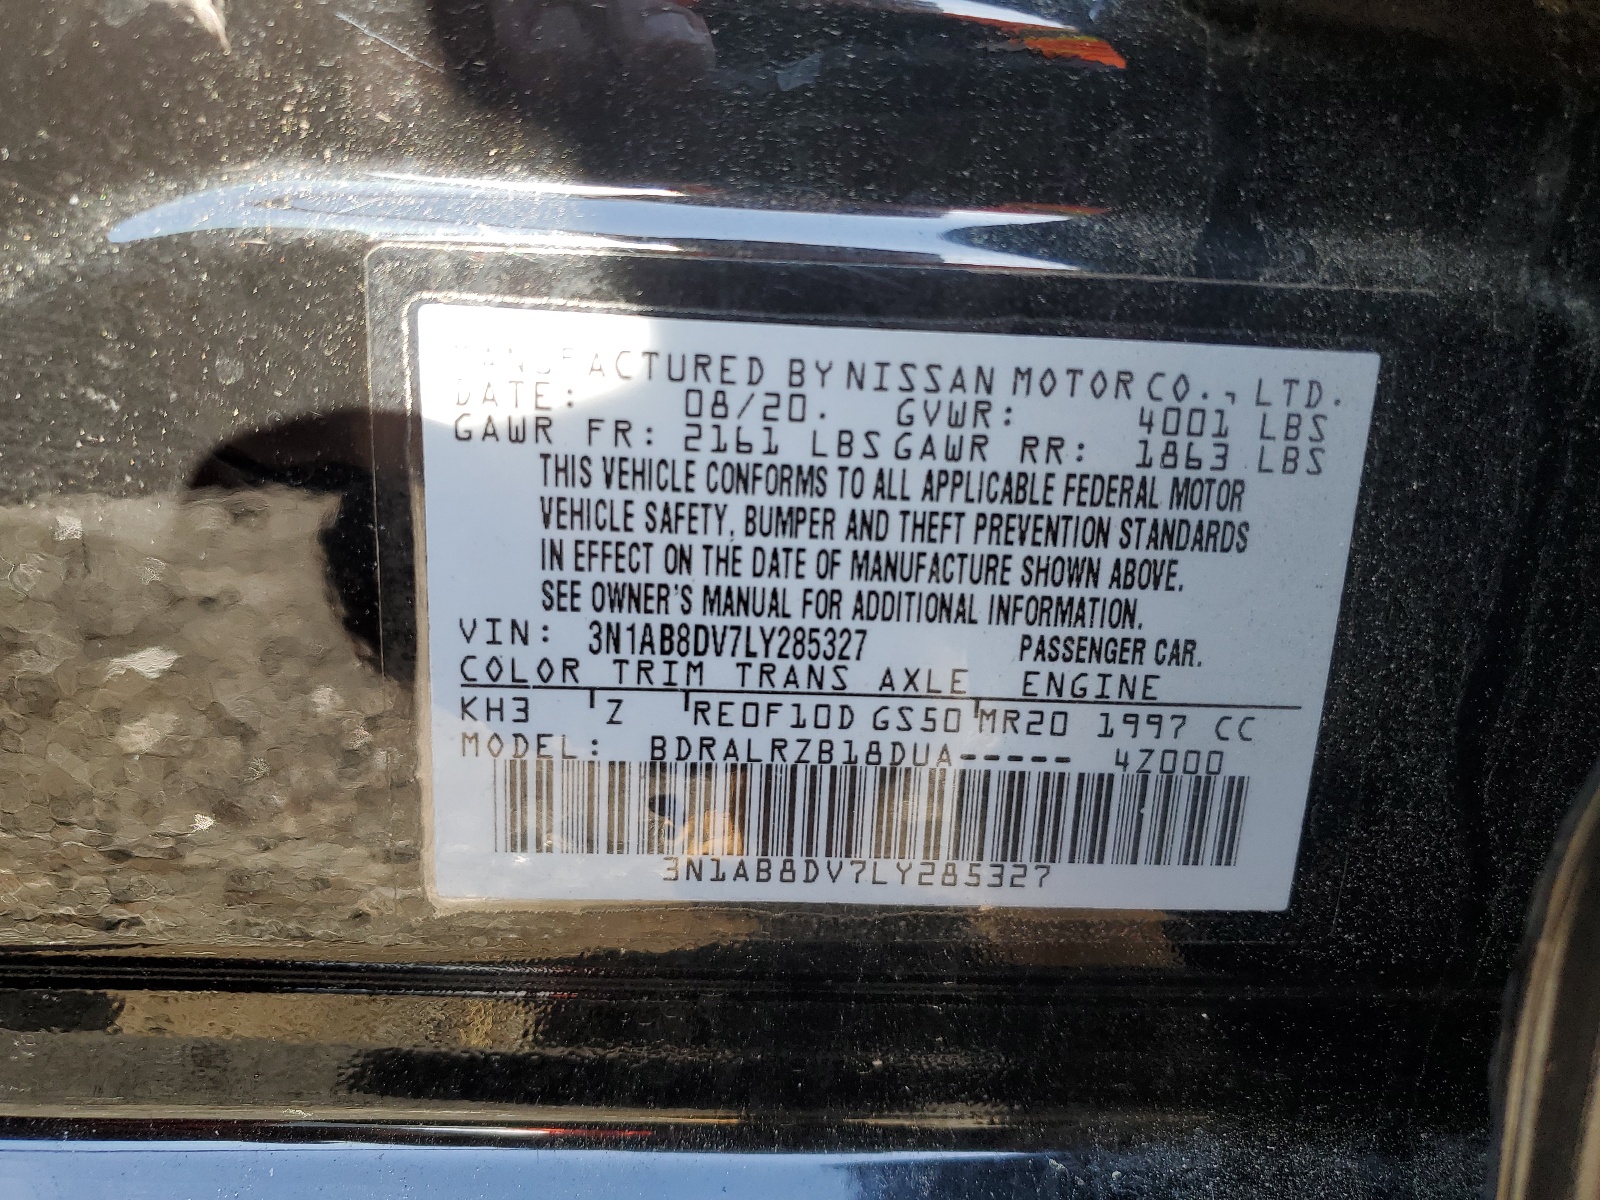 MANUFACTURED BY NISSAN MOTOR CO., LTD.
DATE: 08/20. GVWR: 4001 LBS
GAWR FR: 2161 LBS GAWR RR: 1863 LBS
THIS VEHICLE CONFORMS TO ALL APPLICABLE FEDERAL MOTOR
VEHICLE SAFETY, BUMPER AND THEFT PREVENTION STANDARDS
IN EFFECT ON THE DATE OF MANUFACTURE SHOWN ABOVE.
SEE OWNER'S MANUAL FOR ADDITIONAL INFORMATION.
VIN: 3N1AB8DV7LY285327 PASSENGER CAR.
COLOR TRIM TRANS AXLE ENGINE
KH3 Z RE0F10D GS50 MR20 1997 CC
MODEL: BDRALRZB18DUA----- 4Z000
3N1AB8DV7LY285327